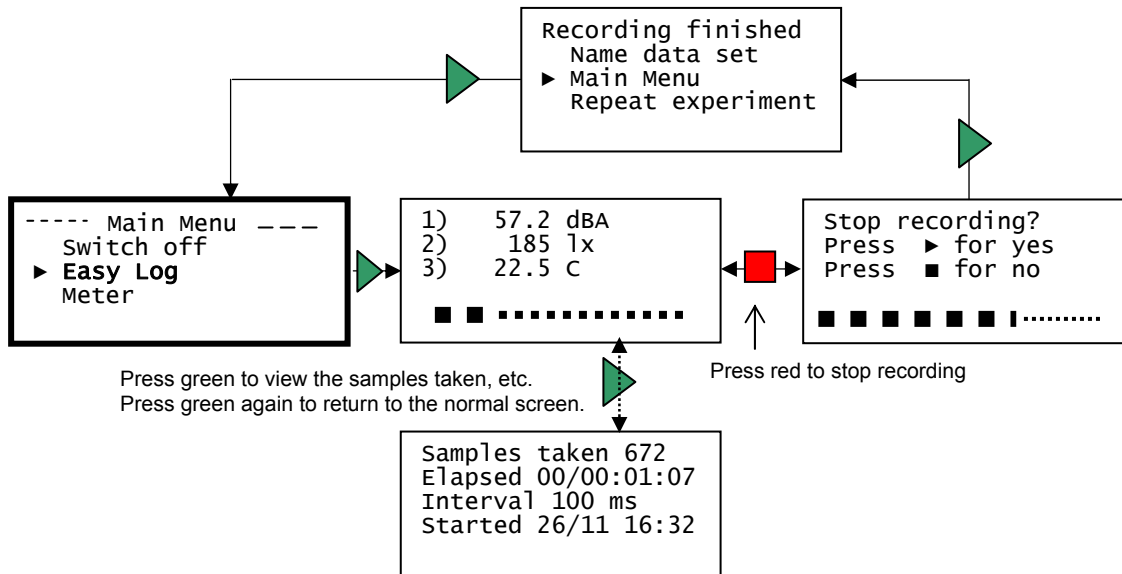 Recording finished
Name data set
► Main Menu
Repeat experiment
----- Main Menu _ _ _
Switch off
► Easy Log
Meter
1) 57.2 dBA
2) 185 lx
3) 22.5 C
Stop recording?
Press ► for yes
Press ■ for no
Press green to view the samples taken, etc.
Press green again to return to the normal screen.
Press red to stop recording
Samples taken 672
Elapsed 00/00:01:07
Interval 100 ms
Started 26/11 16:32